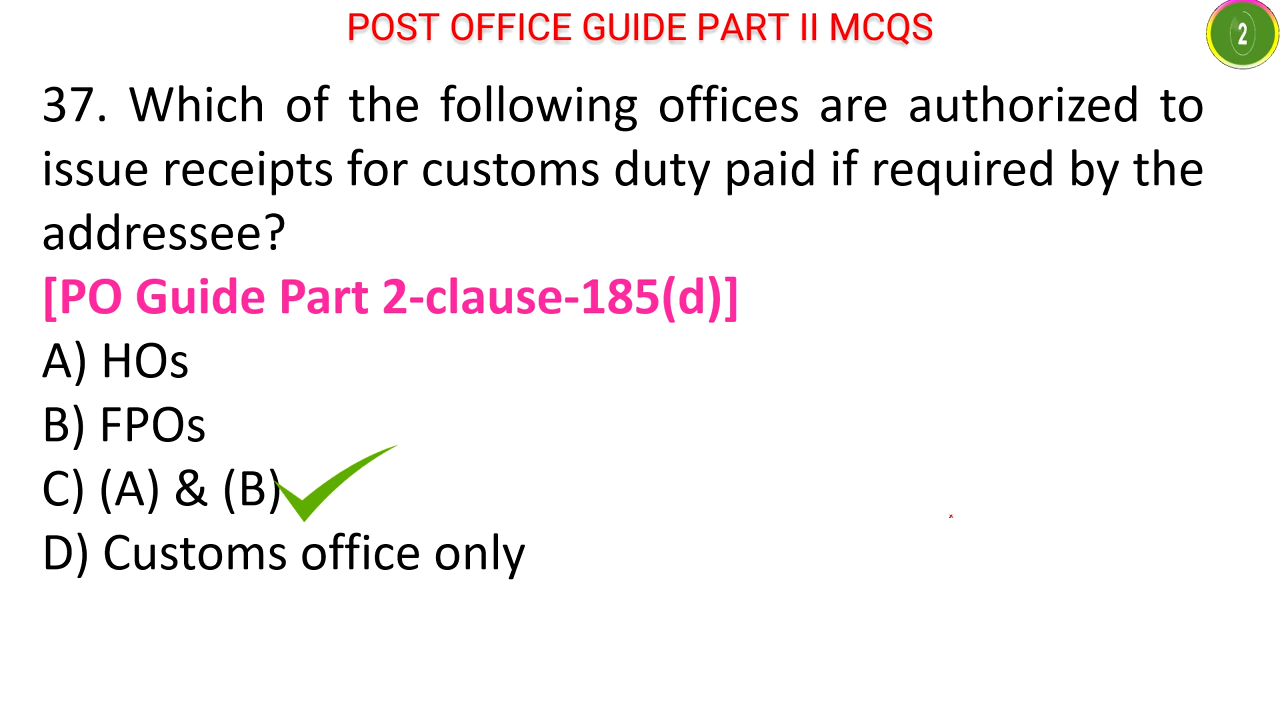 POST OFFICE GUIDE PART II MCQS
2
37. Which of the following offices are authorized to
issue receipts for customs duty paid if required by the
addressee?
[PO Guide Part 2-clause-185(d)]
A) HOs
B) FPOs
C) (A) & (B)
D) Customs office only